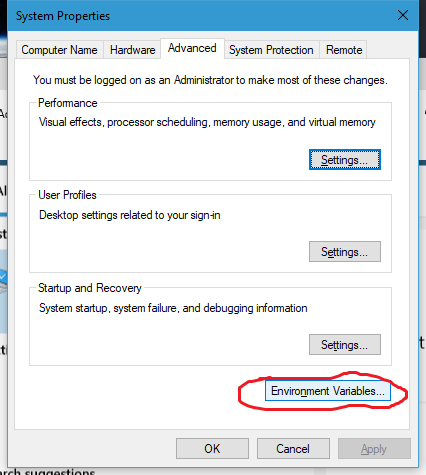 System Properties
Computer Name
Hardware
Advanced
System Protection
Remote
You must be logged on as an Administrator to make most of these changes.
Performance
Visual effects, processor scheduling, memory usage, and virtual memory
Settings...
User Profiles
Desktop settings related to your sign-in
Settings...
Startup and Recovery
System startup, system failure, and debugging information
Settings...
Environment Variables...
OK
Cancel
Apply
suggestions